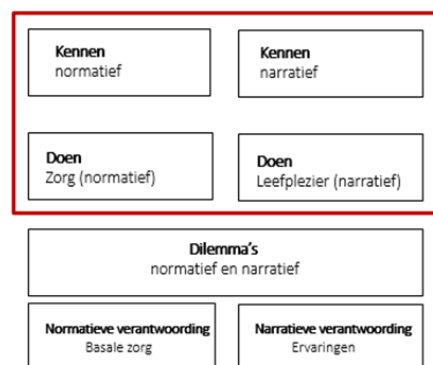 Kennen
normatief
Kennen
narratief
Doen
Zorg (normatief)
Doen
Leefplezier (narratief)
Dilemma's
normatief en narratief
Normatieve verantwoording
Basale zorg
Narratieve verantwoording
Ervaringen